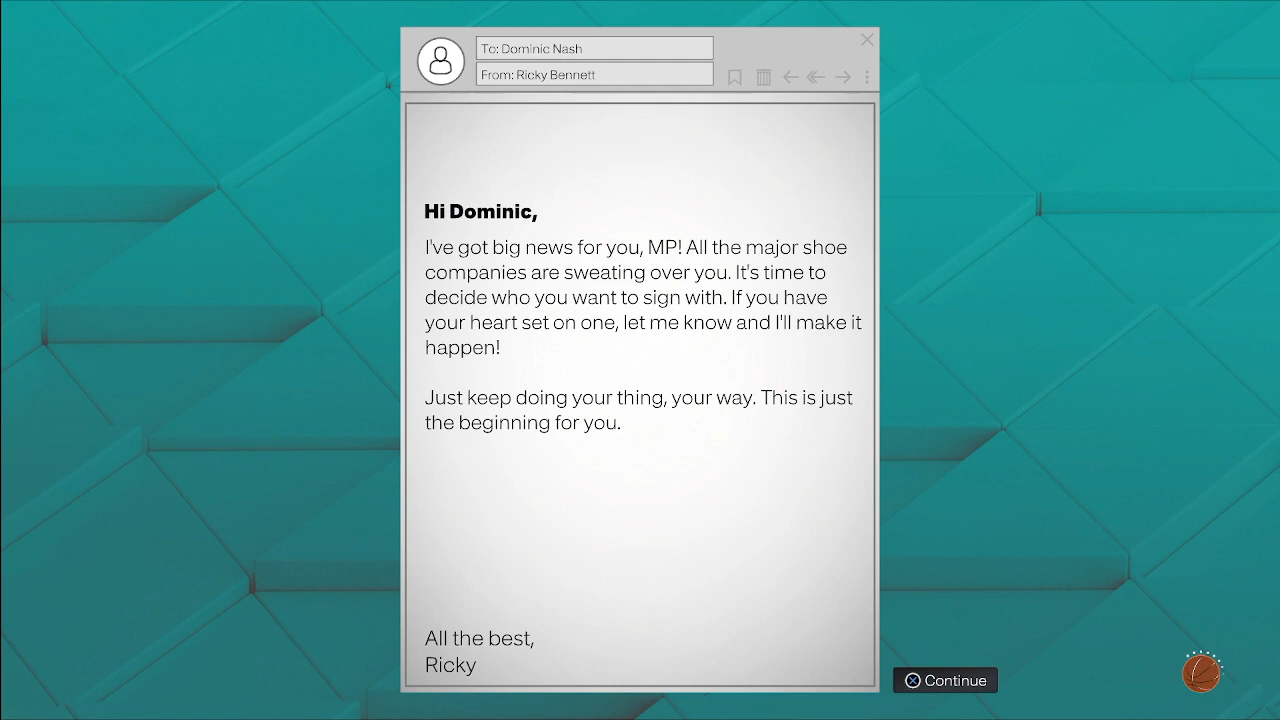 To: Dominic Nash
From: Ricky Bennett
Hi Dominic,
I've got big news for you, MP! All the major shoe
companies are sweating over you. It's time to
decide who you want to sign with. If you have
your heart set on one, let me know and I'll make it
happen!
Just keep doing your thing, your way. This is just
the beginning for you.
All the best,
Ricky
Continue